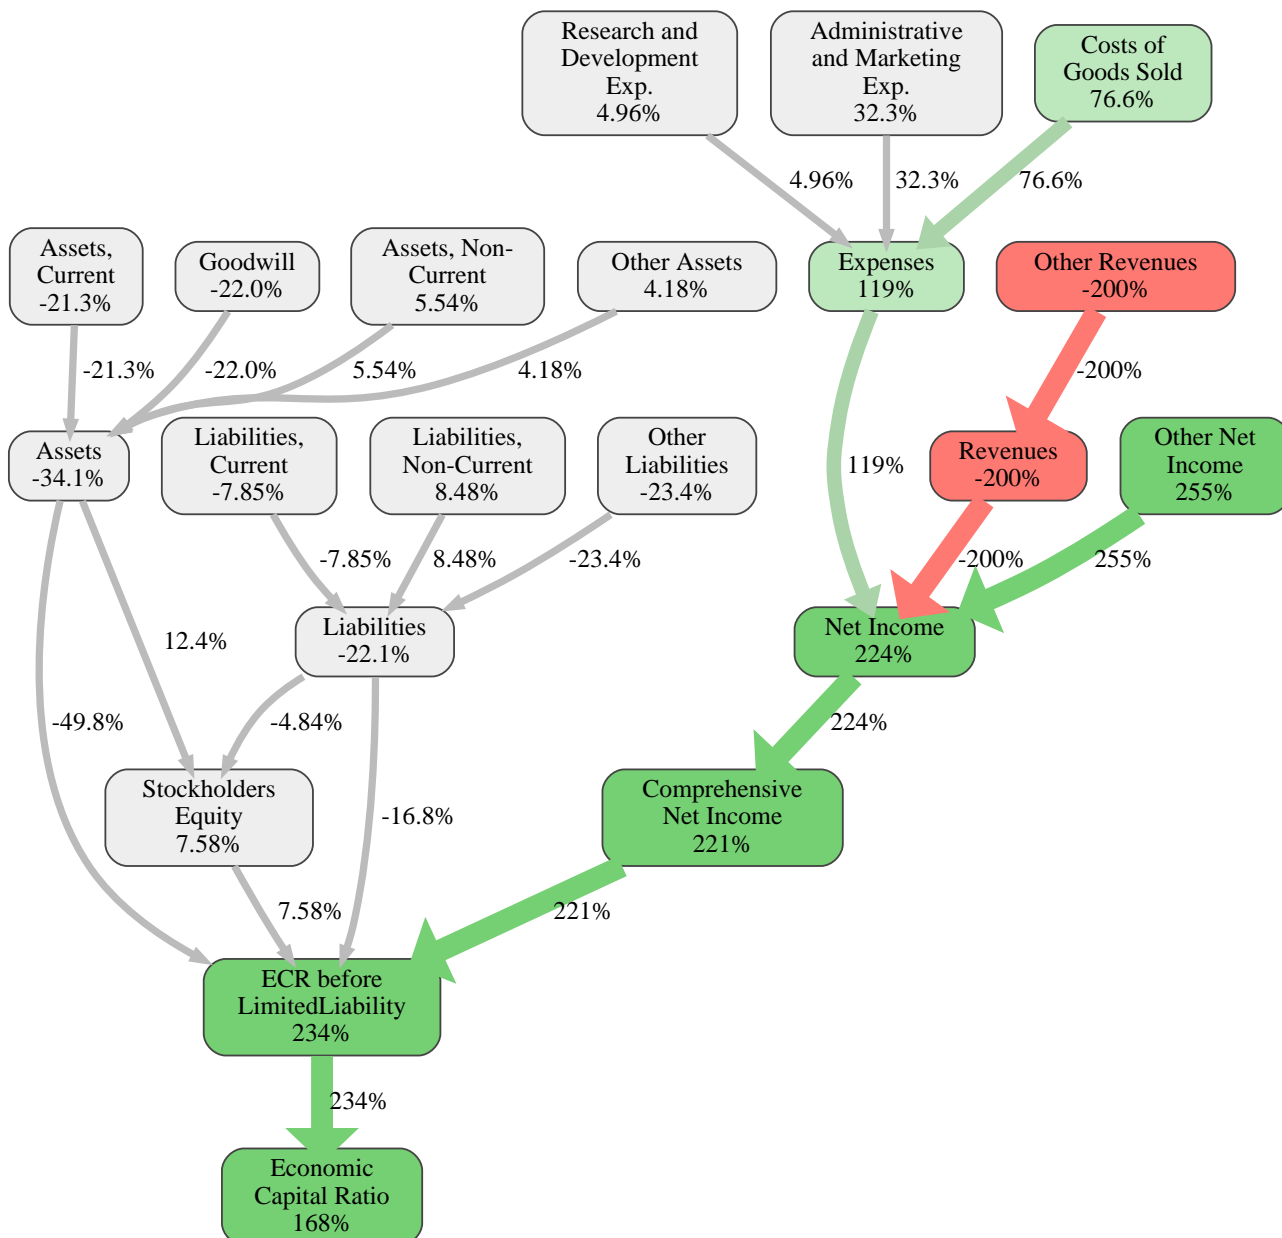 Research and
Development
Exp.
4.96%
Administrative
and Marketing
Exp.
32.3%
Costs of
Goods Sold
76.6%
4.96%
32.3%
76.6%
Assets,
Current
-21.3%
Goodwill
-22.0%
Assets, Non-
Current
5.54%
Other Assets
4.18%
Expenses
119%
Other Revenues
-200%
-21.3%
-22.0%
5.54%
4.18%
-200%
Assets
-34.1%
Liabilities,
Current
-7.85%
Liabilities,
Non-Current
8.48%
Other
Liabilities
-23.4%
119%
Revenues
-200%
Other Net
Income
255%
-7.85%
8.48%
-23.4%
-200%
255%
12.4%
Liabilities
-22.1%
Net Income
224%
-49.8%
-4.84%
224%
Stockholders
Equity
7.58%
-16.8%
Comprehensive
Net Income
221%
7.58%
221%
ECR before
LimitedLiability
234%
234%
Economic
Capital Ratio
168%